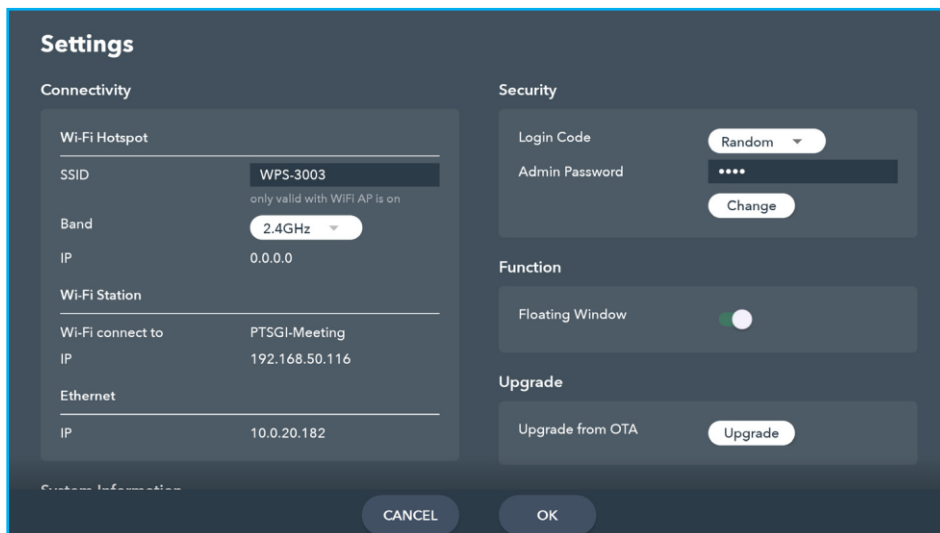 Settings
Connectivity
Wi-Fi Hotspot
SSID WPS-3003
only valid with WiFi AP is on
Band 2.4GHz
IP 0.0.0.0
Wi-Fi Station
Wi-Fi connect to PTSGI-Meeting
IP 192.168.50.116
Ethernet
IP 10.0.20.182
System Information
Security
Login Code Random
Admin Password ••••
Change
Function
Floating Window
Upgrade
Upgrade from OTA Upgrade
CANCEL OK